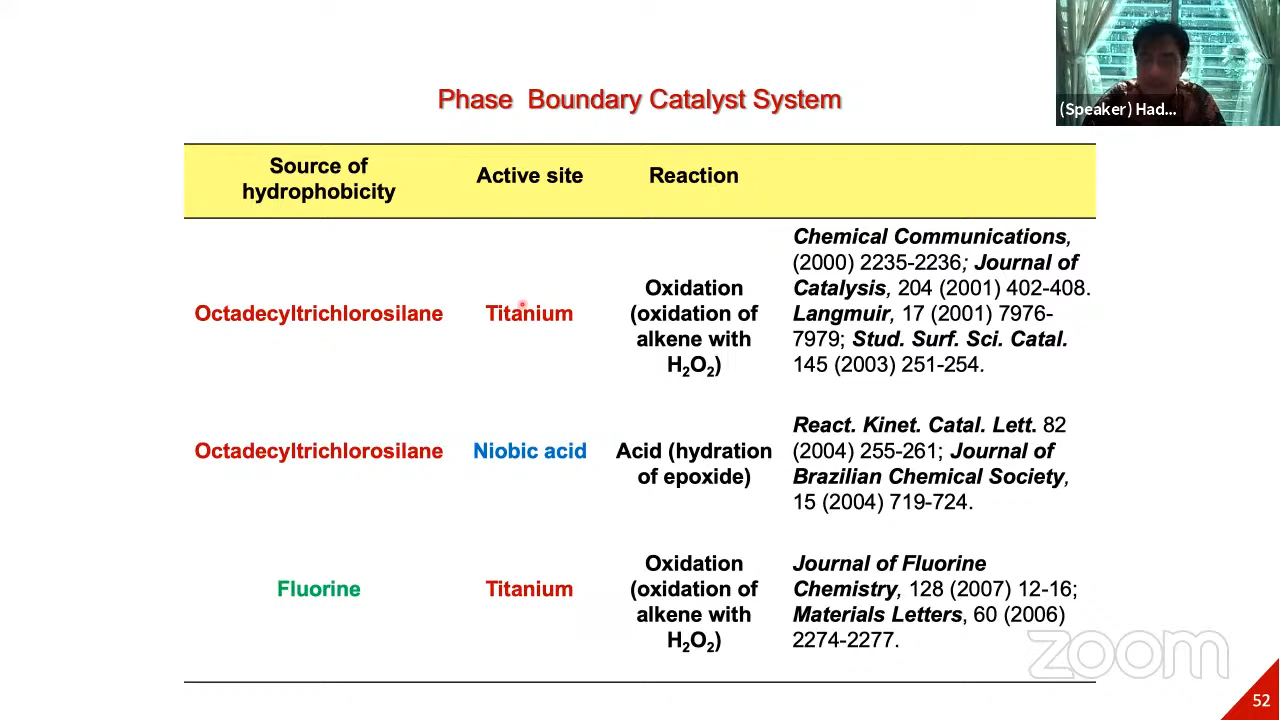 (Speaker) Had...
Phase Boundary Catalyst System
Source of
hydrophobicity
Active site
Reaction
Octadecyltrichlorosilane
Titanium
Oxidation
(oxidation of
alkene with
H₂O₂)
Chemical Communications,
(2000) 2235-2236; Journal of
Catalysis, 204 (2001) 402-408.
Langmuir, 17 (2001) 7976-
7979; Stud. Surf. Sci. Catal.
145 (2003) 251-254.
Octadecyltrichlorosilane
Niobic acid
Acid (hydration
of epoxide)
React. Kinet. Catal. Lett. 82
(2004) 255-261; Journal of
Brazilian Chemical Society,
15 (2004) 719-724.
Fluorine
Titanium
Oxidation
(oxidation of
alkene with
H₂O₂)
Journal of Fluorine
Chemistry, 128 (2007) 12-16;
Materials Letters, 60 (2006)
2274-2277.
zoom
52